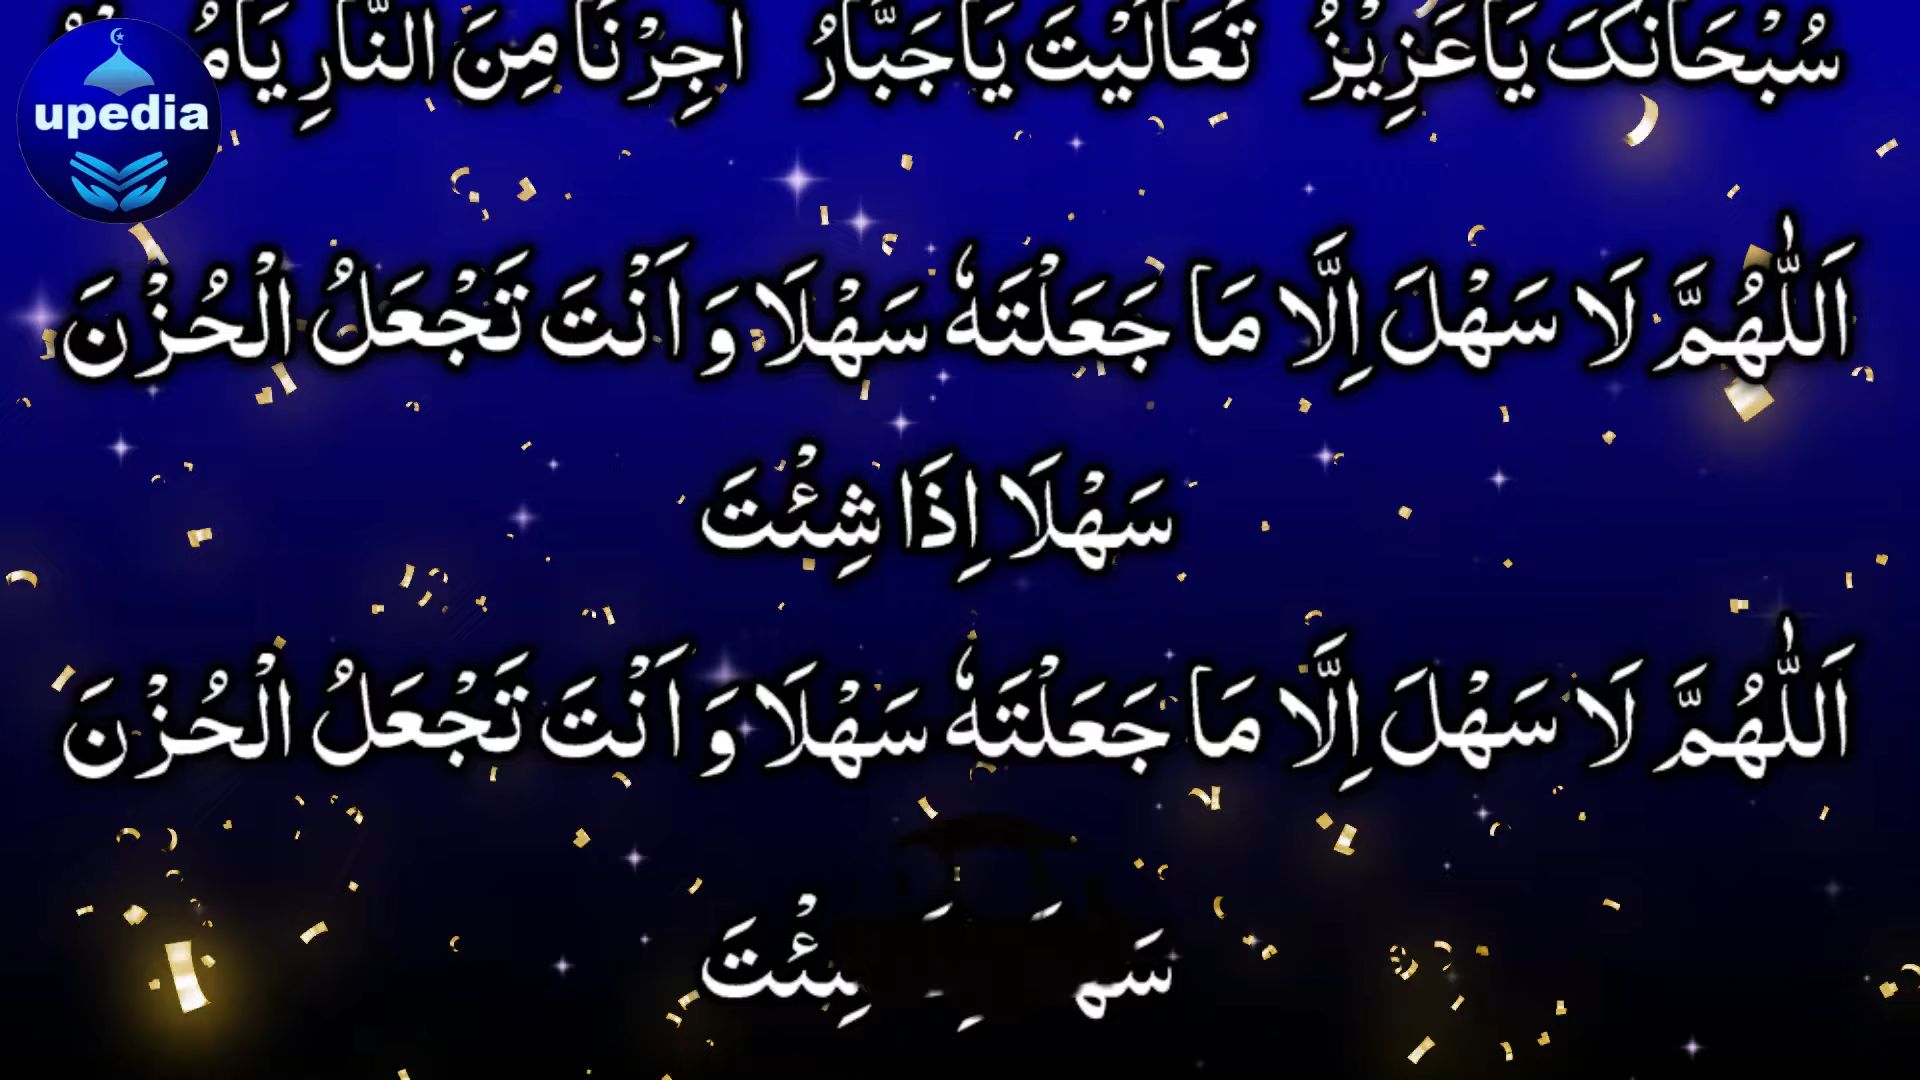 سُبْحَانَکَ يَاعَزِيْزُ تَعَالَيْتَ يَاجَبَّارُ اَجِرْنَا مِنَ النَّارِ
upedia
اَللّٰهُمَّ لَا سَهْلَ اِلَّا مَا جَعَلْتَهٗ سَهْلَا وَ اَنْتَ تَجْعَلُ الْحُزْنَ
سَهْلَا اِذَا شِئْتَ
اَللّٰهُمَّ لَا سَهْلَ اِلَّا مَا جَعَلْتَهٗ سَهْلَا وَ اَنْتَ تَجْعَلُ الْحُزْنَ